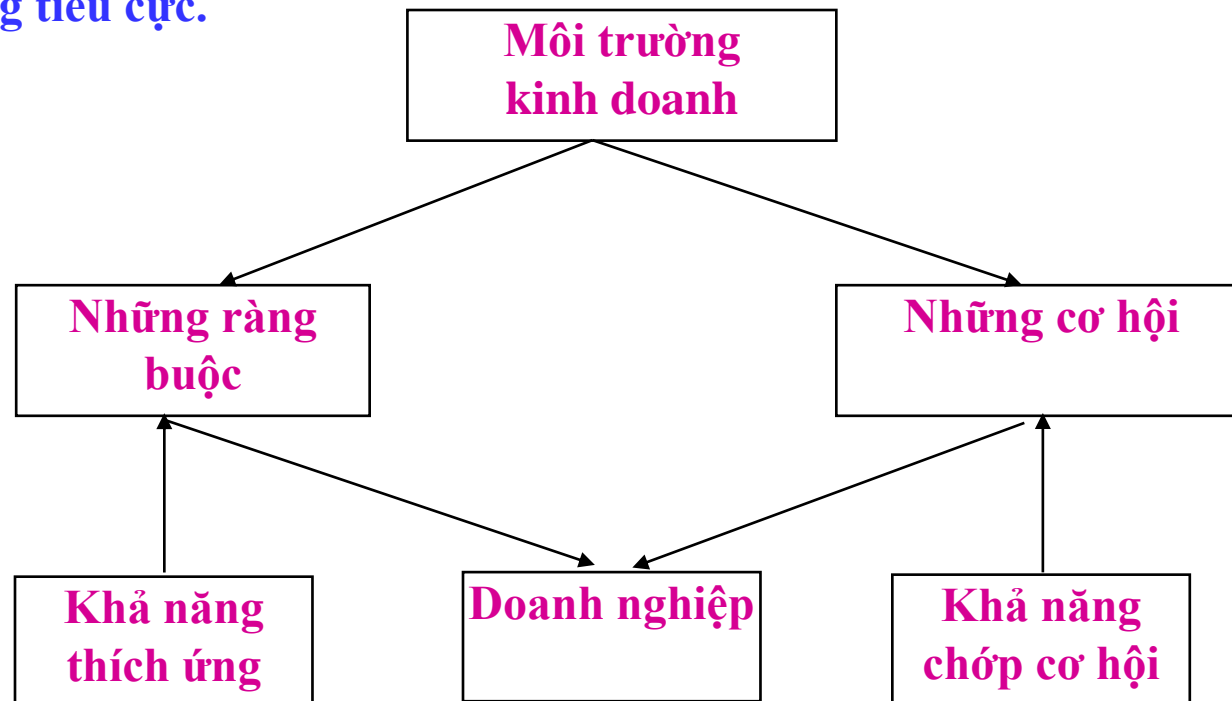 g tiêu cực.
Môi trường
kinh doanh
Những ràng
buộc
Những cơ hội
Khả năng
thích ứng
Doanh nghiệp
Khả năng
chớp cơ hội